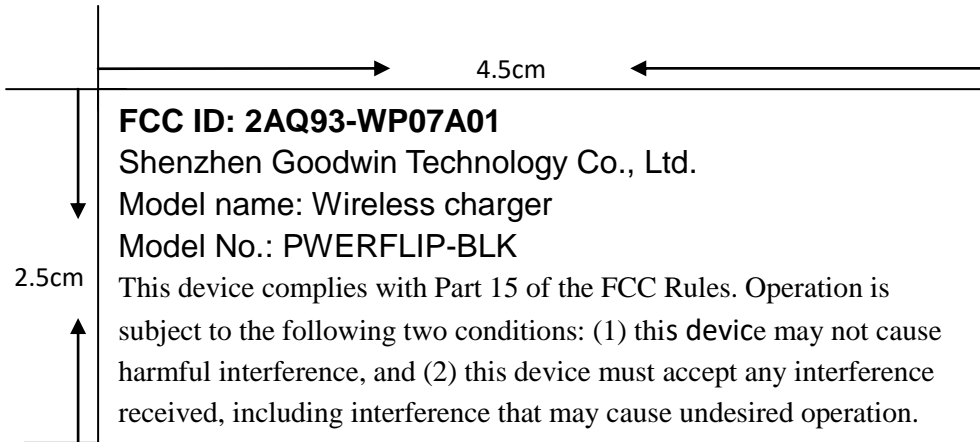 4.5cm
FCC ID: 2AQ93-WP07A01
Shenzhen Goodwin Technology Co., Ltd.
Model name: Wireless charger
Model No.: PWERFLIP-BLK
2.5cm
This device complies with Part 15 of the FCC Rules. Operation is
subject to the following two conditions: (1) this device may not cause
harmful interference, and (2) this device must accept any interference
received, including interference that may cause undesired operation.